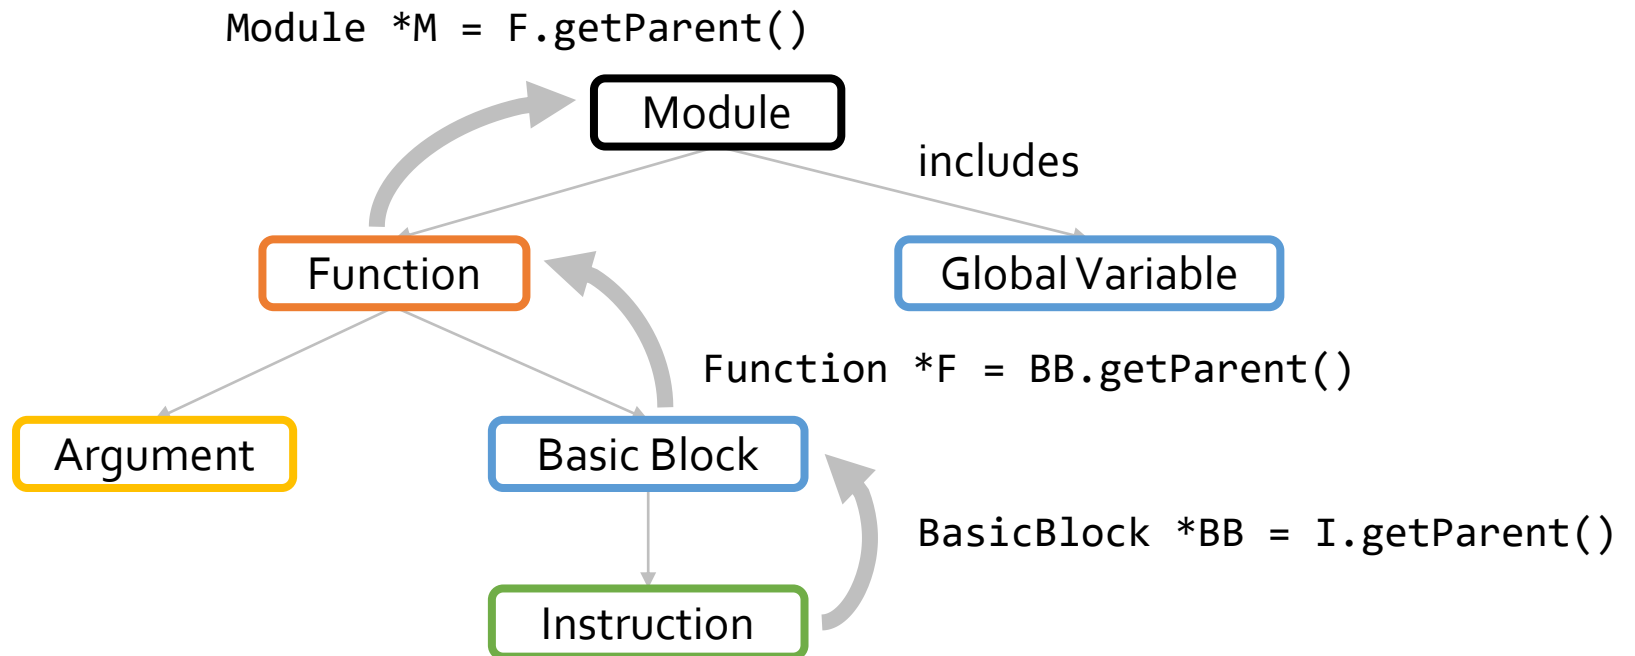 Module *M = F.getParent()
Module
includes
Function
Global Variable
Function *F = BB.getParent()
Argument
Basic Block
BasicBlock *BB = I.getParent()
Instruction